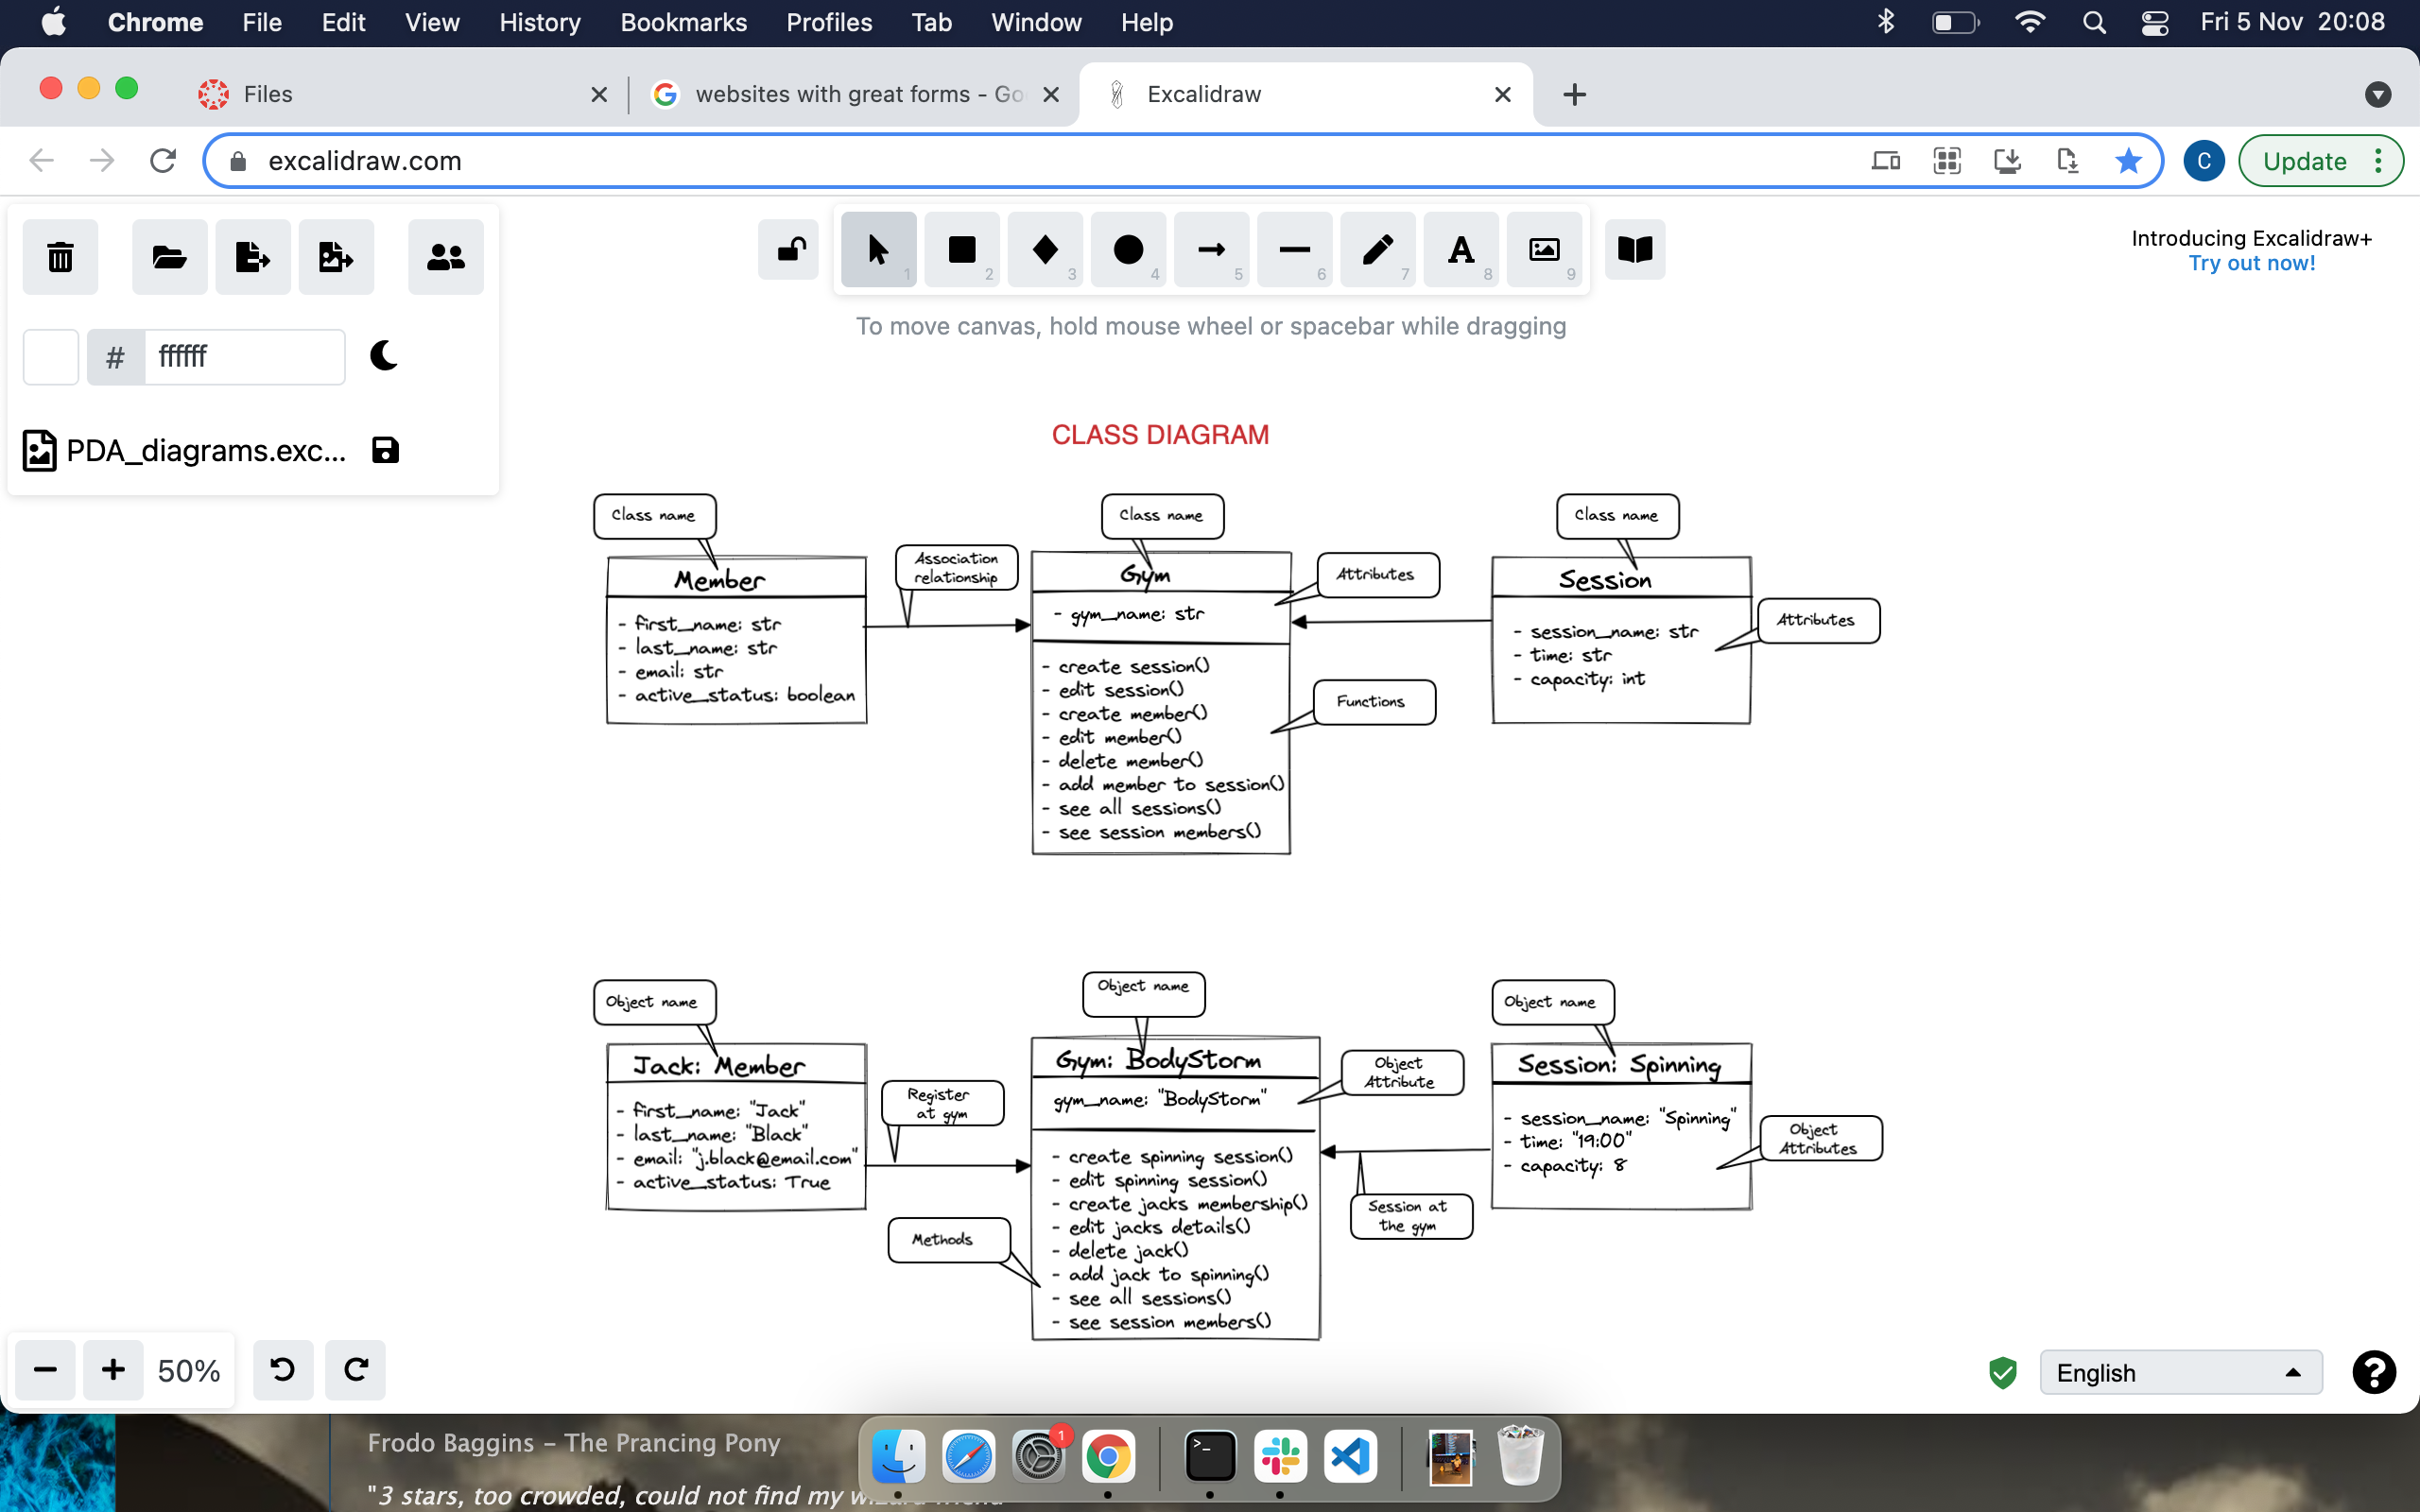 Chrome File Edit View History Bookmarks Profiles Tab Window Help Fri 5 Nov 20:08
Files
websites with great forms - Go
Excalidraw
excalidraw.com
C
Update
1 2 3 4 5 6 7 8 9
A
Introducing Excalidraw+
Try out now!
# ffffff
To move canvas, hold mouse wheel or spacebar while dragging
PDA_diagrams.exc...
CLASS DIAGRAM
Class name
Member
- first_name: str
- last_name: str
- email: str
- active_status: boolean
Association
relationship
Class name
Gym
- gym_name: str
- create session()
- edit session()
- create member()
- edit member()
- delete member()
- add member to session()
- see all sessions()
- see session members()
Attributes
Functions
Class name
Session
- session_name: str
- time: str
- capacity: int
Attributes
Object name
Jack: Member
- first_name: "Jack"
- last_name: "Black"
- email: "j.black@email.com"
- active_status: True
Register
at gym
Methods
Object name
Gym: BodyStorm
gym_name: "BodyStorm"
- create spinning session()
- edit spinning session()
- create jacks membership()
- edit jacks details()
- delete jack()
- add jack to spinning()
- see all sessions()
- see session members()
Object
Attribute
Session at
the gym
Object name
Session: Spinning
- session_name: "Spinning"
- time: "19:00"
- capacity: 8
Object
Attributes
50%
English
?
Frodo Baggins – The Prancing Pony
"3 stars, too crowded, could not find my wizard friend
1
>_